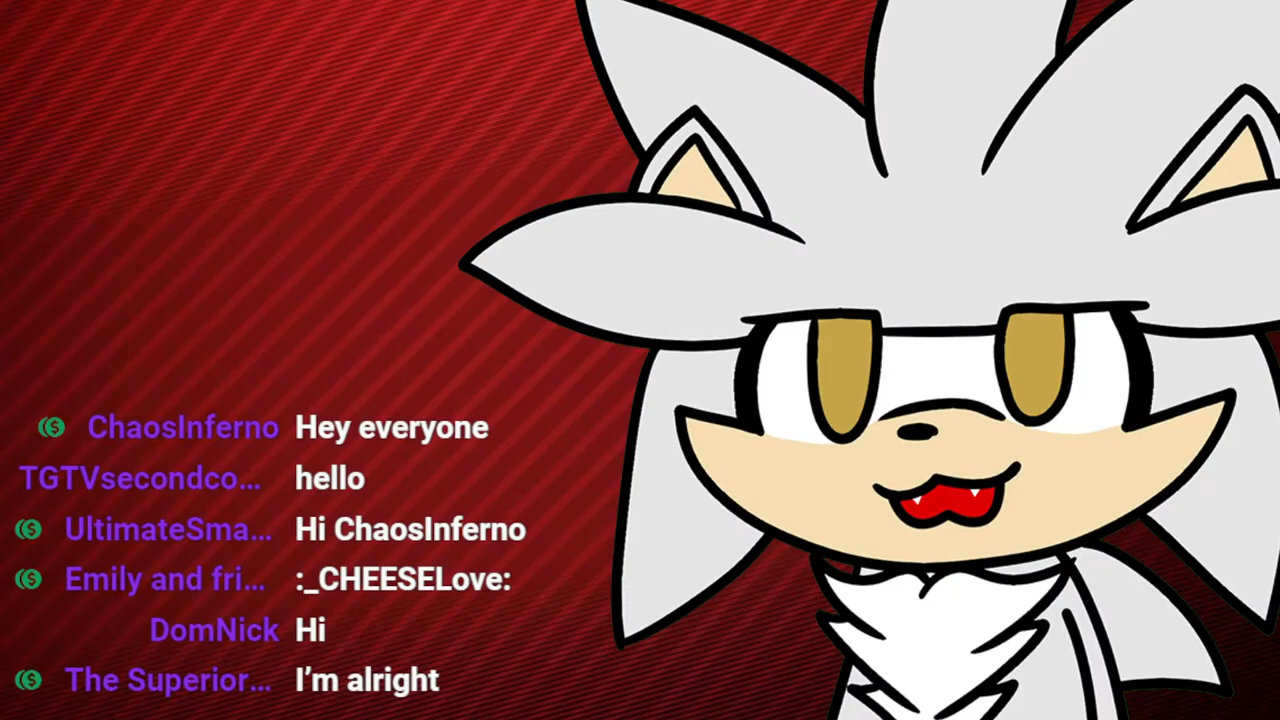 ChaosInferno Hey everyone
TGTVsecondco... hello
UltimateSma... Hi ChaosInferno
Emily and fri... :_CHEESELove:
DomNick Hi
The Superior... I’m alright